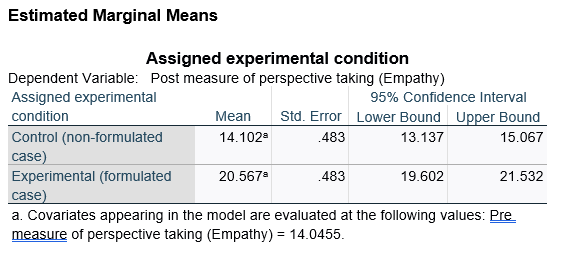 Estimated Marginal Means
Assigned experimental condition
Dependent Variable: Post measure of perspective taking (Empathy)
Assigned experimental 95% Confidence Interval
condition Mean Std. Error Lower Bound Upper Bound
Control (non-formulated 14.102ª .483 13.137 15.067
case)
Experimental (formulated 20.567ª .483 19.602 21.532
case)
a. Covariates appearing in the model are evaluated at the following values: Pre
measure of perspective taking (Empathy) = 14.0455.